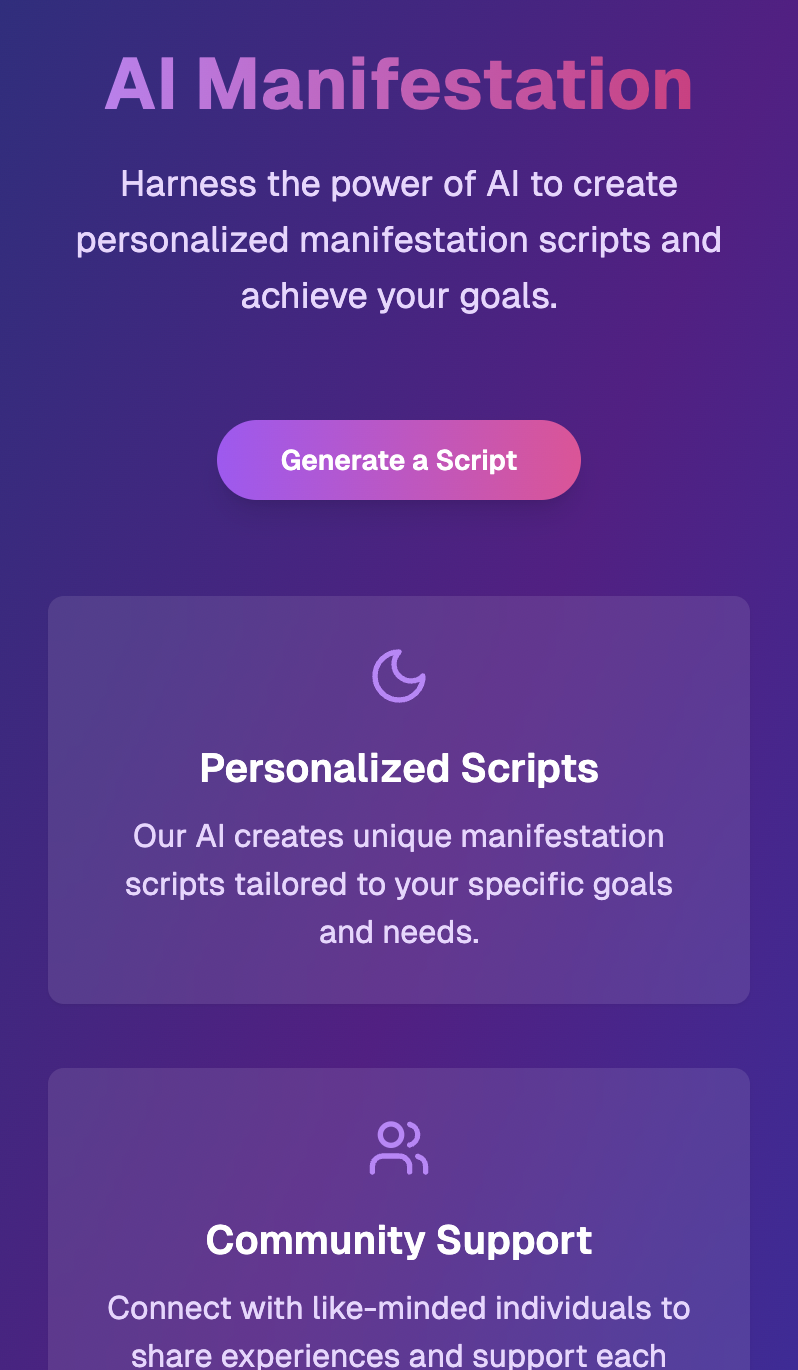 AI Manifestation
Harness the power of AI to create
personalized manifestation scripts and
achieve your goals.
Generate a Script
Personalized Scripts
Our AI creates unique manifestation
scripts tailored to your specific goals
and needs.
Community Support
Connect with like-minded individuals to
share experiences and support each